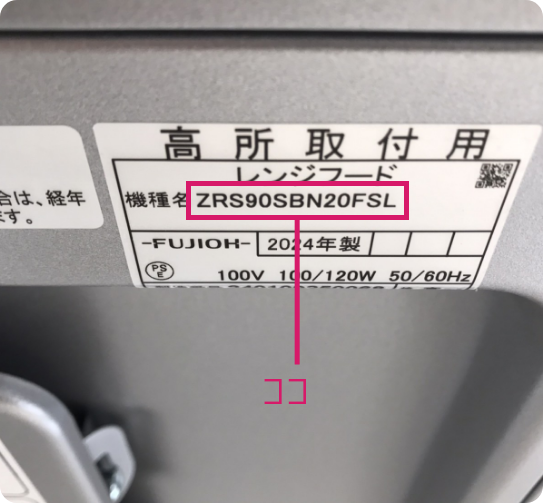 高所取付用
レンジフード
合は、経年
ます。
機種名 ZRS90SBN20FSL
-FUJIOH- 2024年製
PSE 100V 100/120W 50/60Hz
ココ